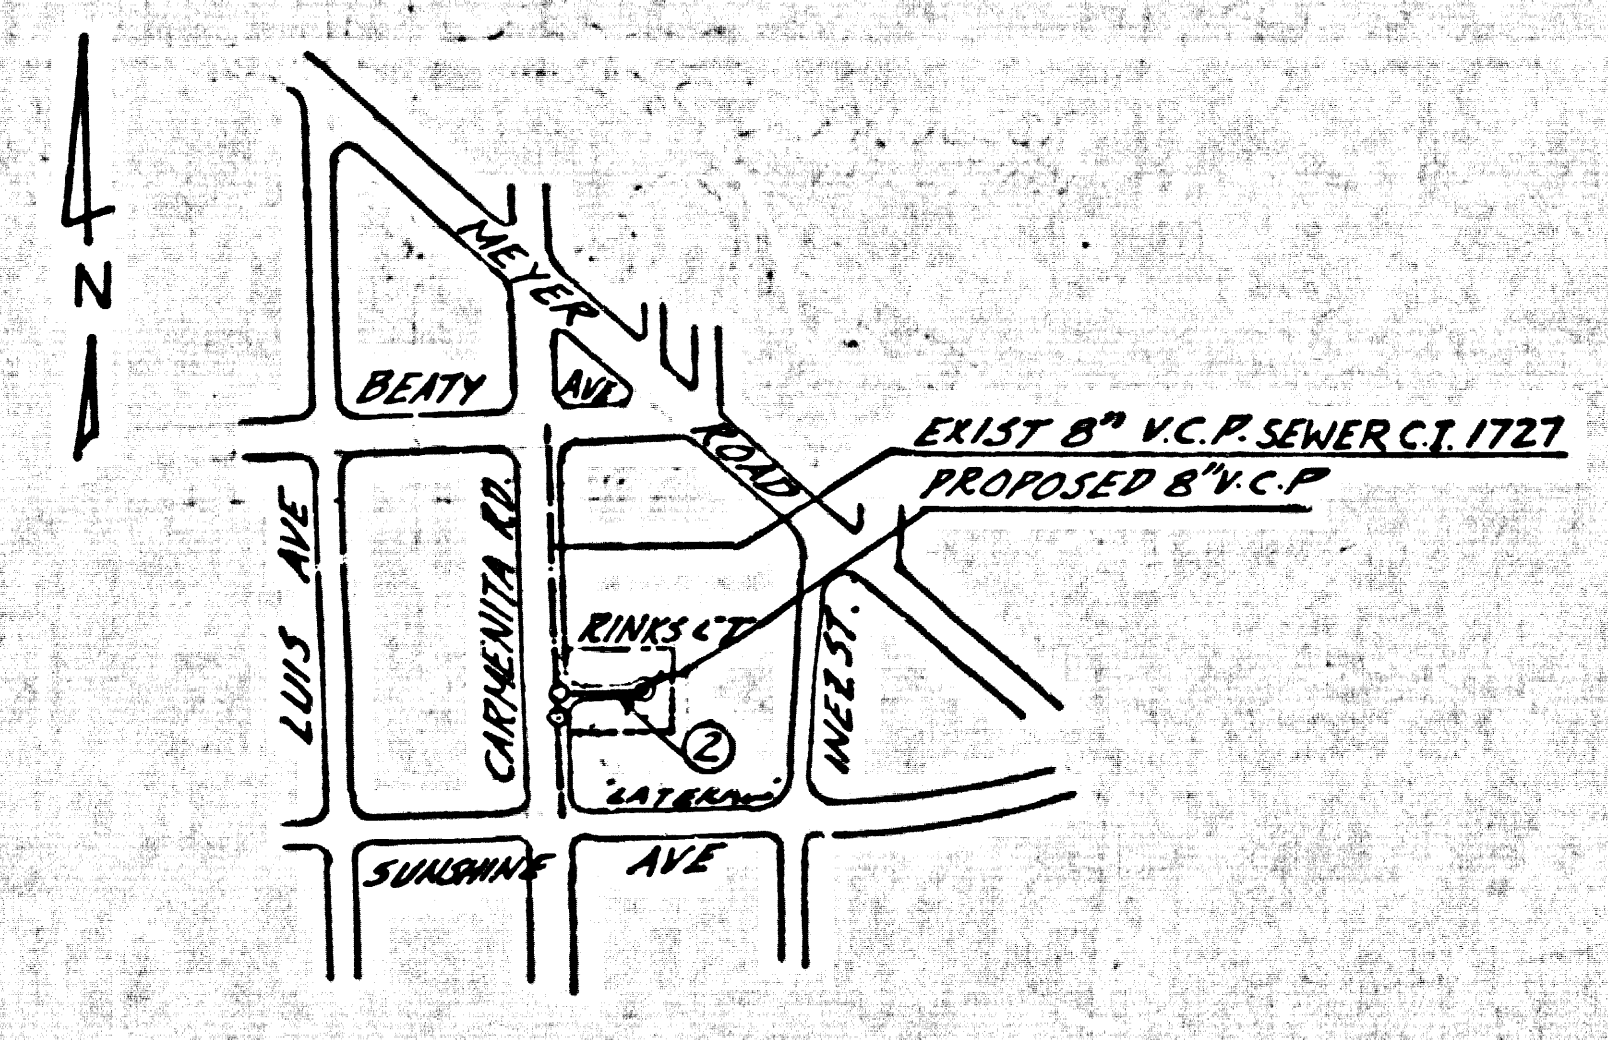 N
MEYER
ROAD
BEATY
AVE
EXIST 8" V.C.P. SEWER C.I. 1727
PROPOSED 8" V.C.P
LUIS AVE
CARMENITA RD.
RINKS CT
INEZ ST.
2
SUNSHINE AVE